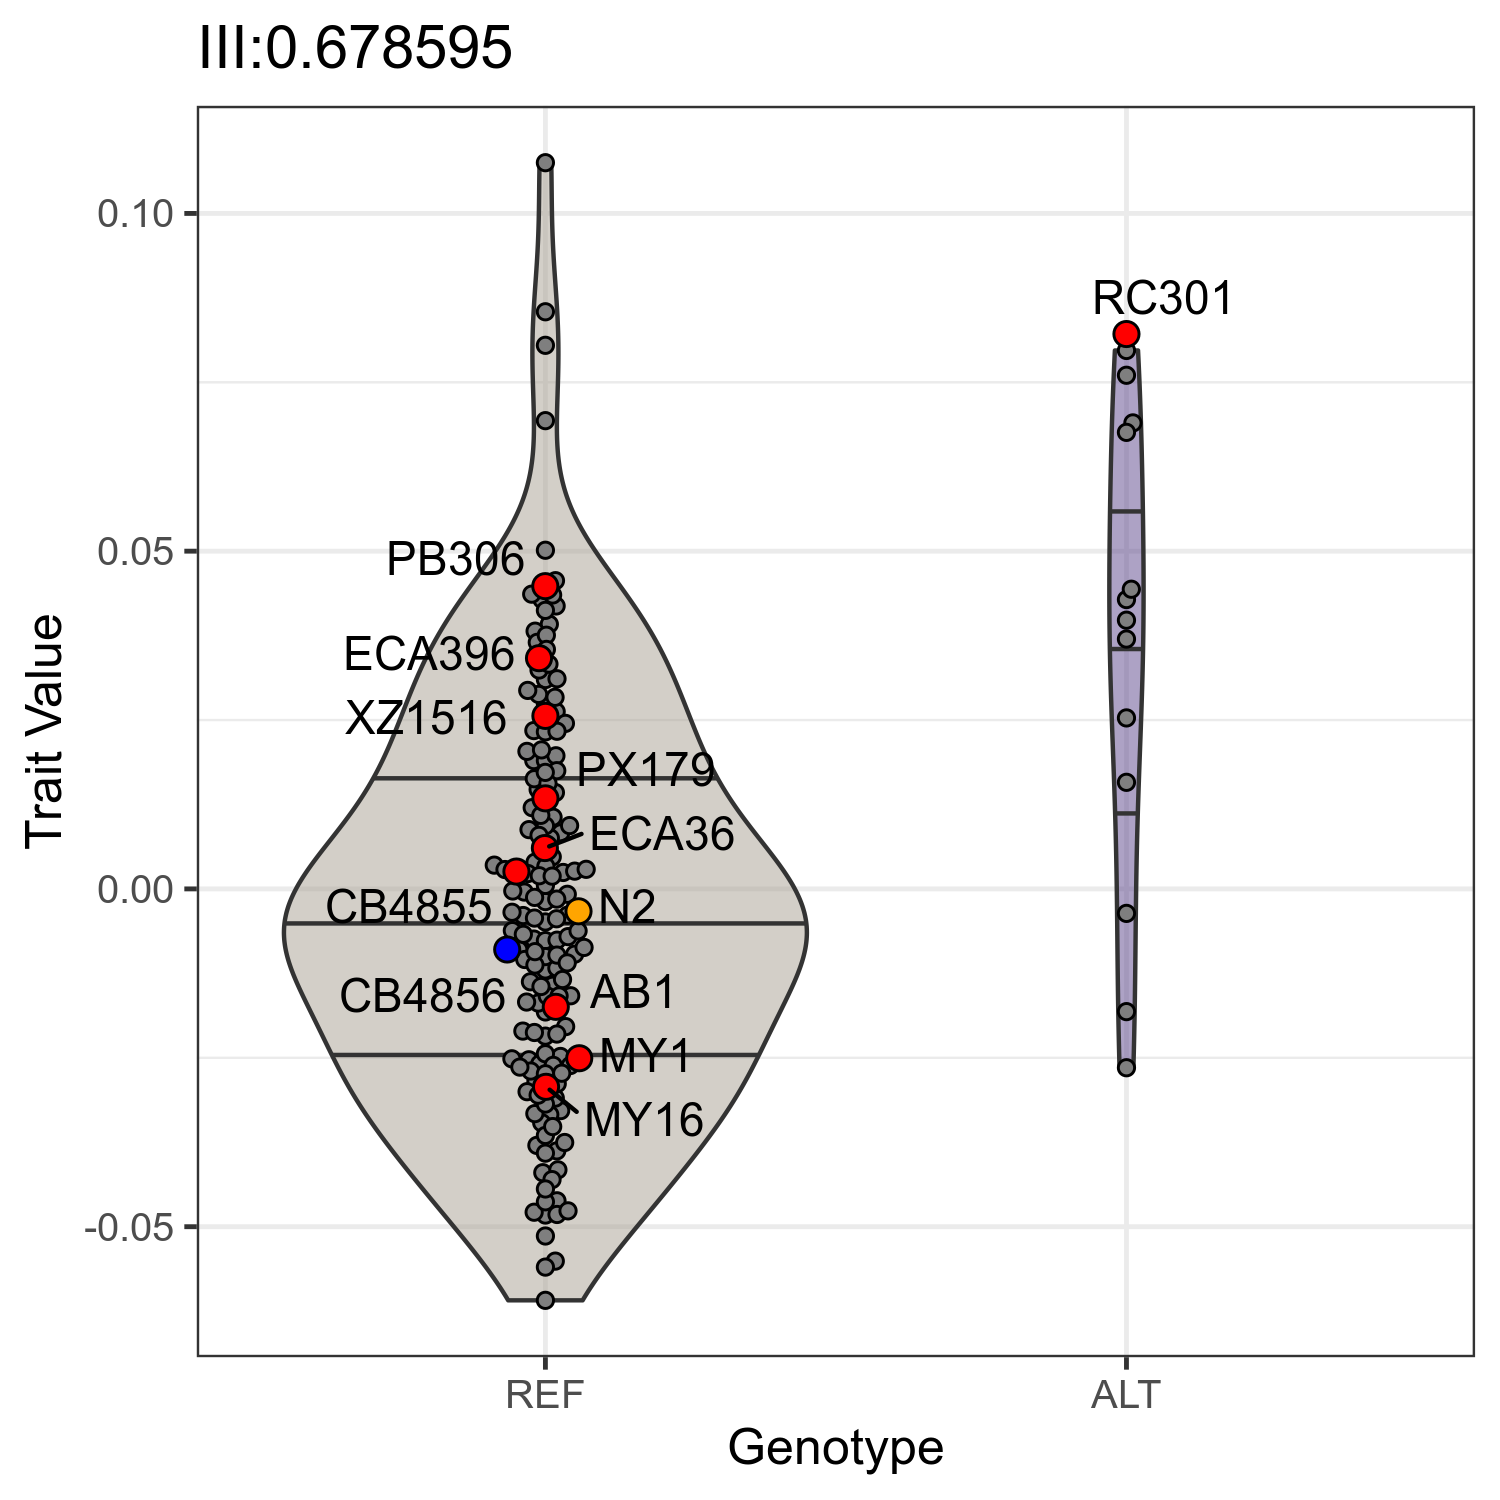 III:0.678595
0.10
0.05
0.00
-0.05
Trait Value
RC301
PB306
ECA396
XZ1516
PX179
ECA36
CB4855
N2
CB4856
AB1
MY1
MY16
REF
ALT
Genotype